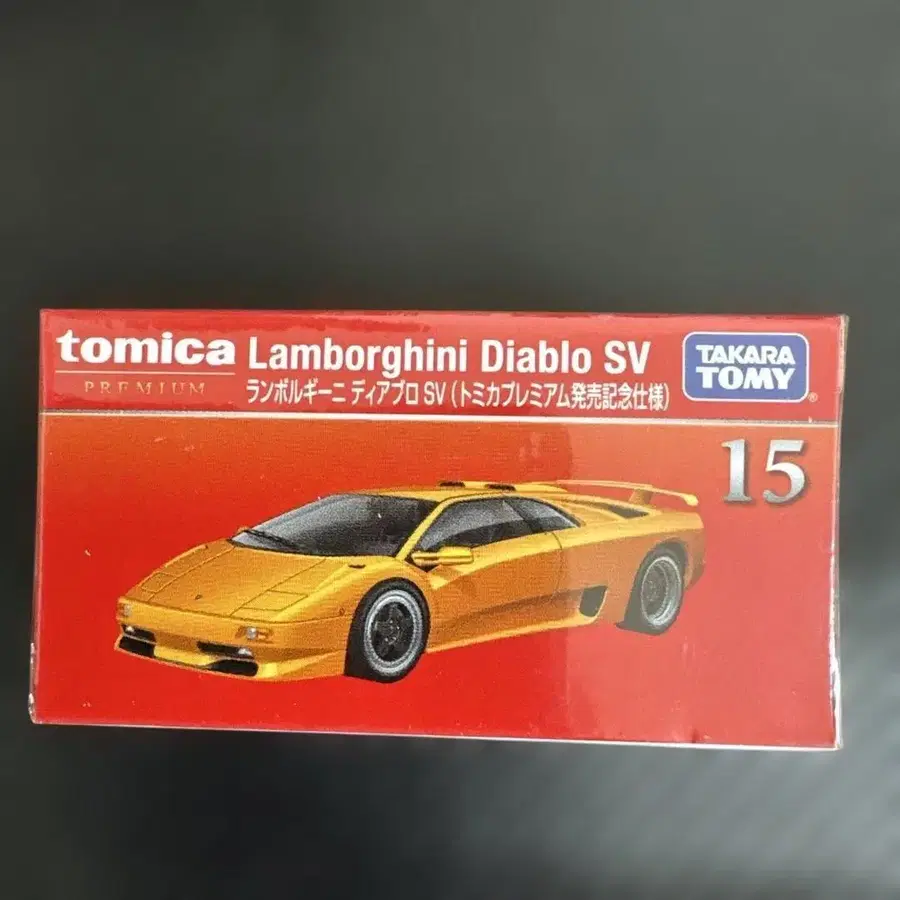 tomica Lamborghini Diablo SV
PREMIUM
ランボルギーニ ディアブロ SV (トミカプレミアム発売記念仕様)
TAKARA
TOMY
®
15